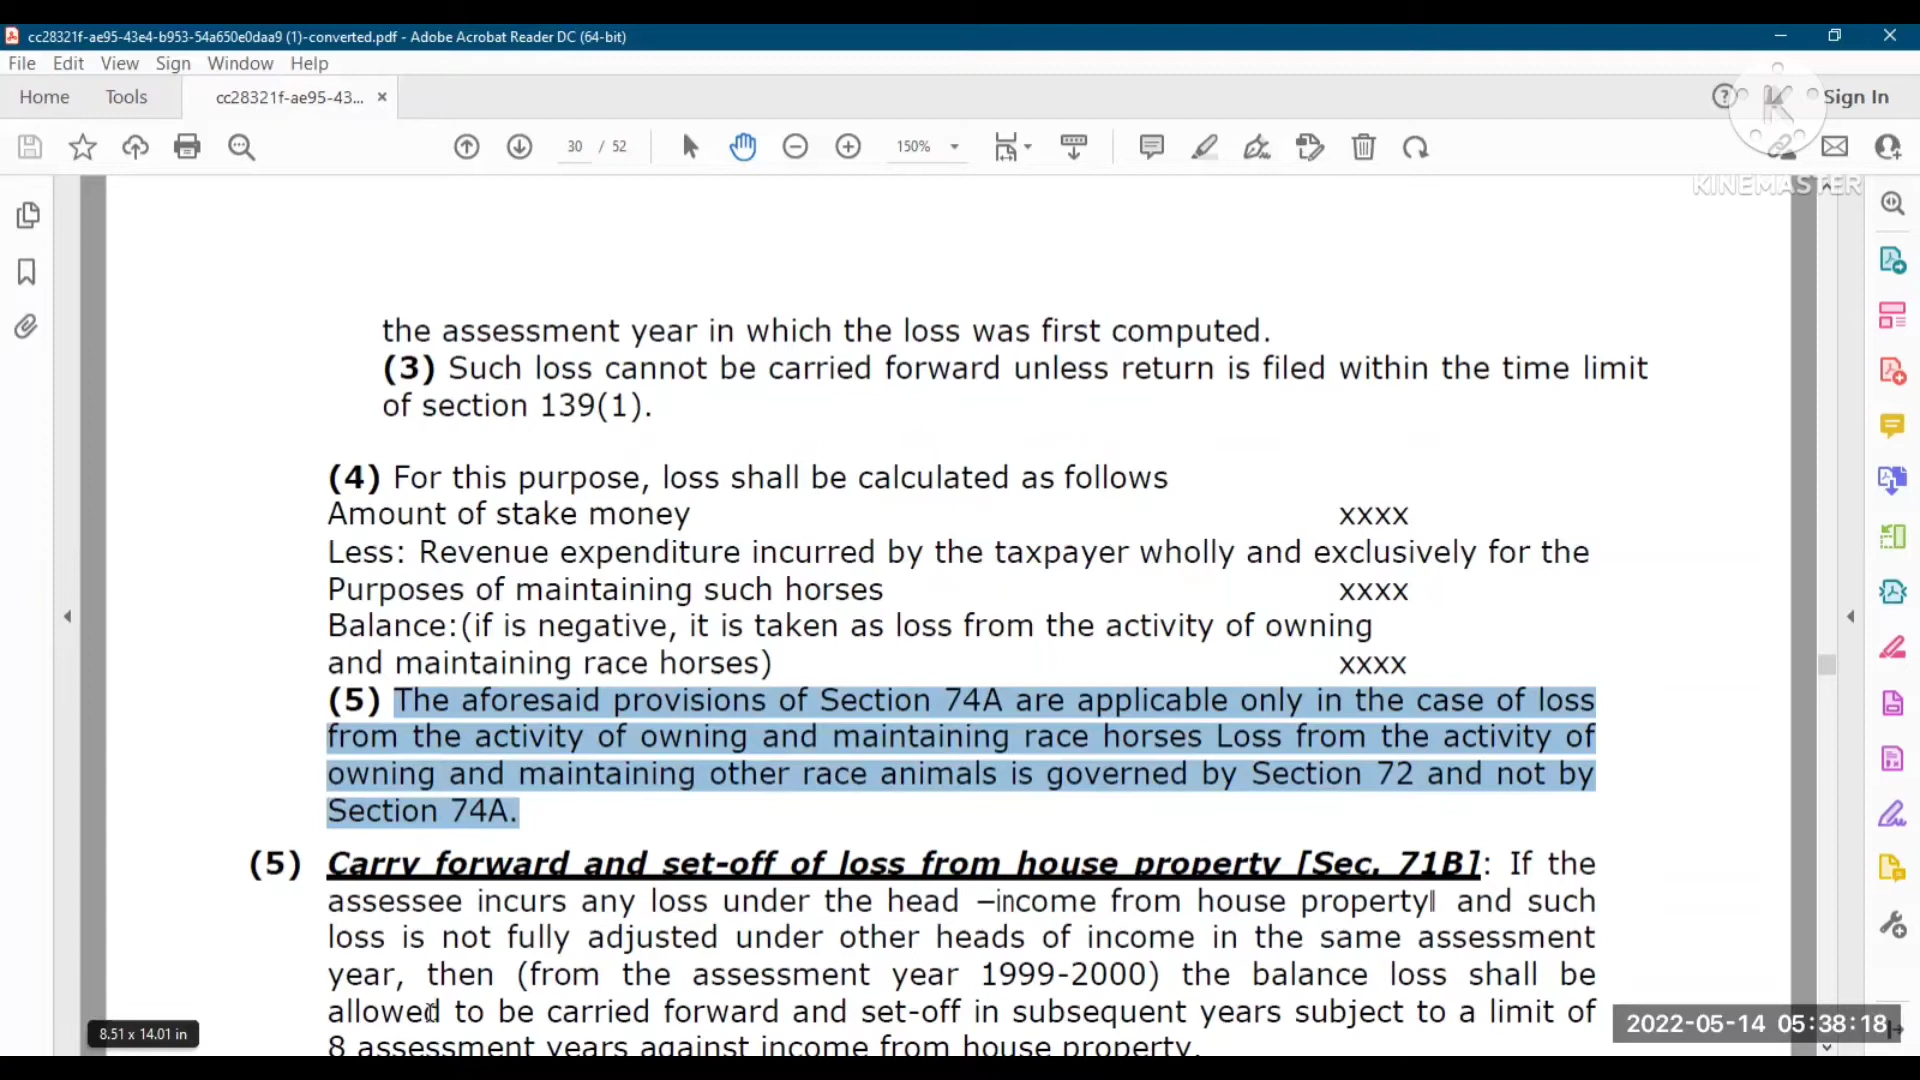 cc28321f-ae95-43e4-b953-54a650e0daa9 (1)-converted.pdf - Adobe Acrobat Reader DC (64-bit)
File Edit View Sign Window Help
Home Tools cc28321f-ae95-43... × Sign In
30 / 52 150%
KINEMASTER
the assessment year in which the loss was first computed.
(3) Such loss cannot be carried forward unless return is filed within the time limit
of section 139(1).
(4) For this purpose, loss shall be calculated as follows
Amount of stake money xxxx
Less: Revenue expenditure incurred by the taxpayer wholly and exclusively for the
Purposes of maintaining such horses xxxx
Balance:(if is negative, it is taken as loss from the activity of owning
and maintaining race horses) xxxx
(5) The aforesaid provisions of Section 74A are applicable only in the case of loss
from the activity of owning and maintaining race horses Loss from the activity of
owning and maintaining other race animals is governed by Section 72 and not by
Section 74A.
(5) Carry forward and set-off of loss from house property [Sec. 71B]: If the
assessee incurs any loss under the head ―income from house property‖ and such
loss is not fully adjusted under other heads of income in the same assessment
year, then (from the assessment year 1999-2000) the balance loss shall be
allowed to be carried forward and set-off in subsequent years subject to a limit of
8 assessment years against income from house property.
8.51 x 14.01 in
2022-05-14 05:38:18